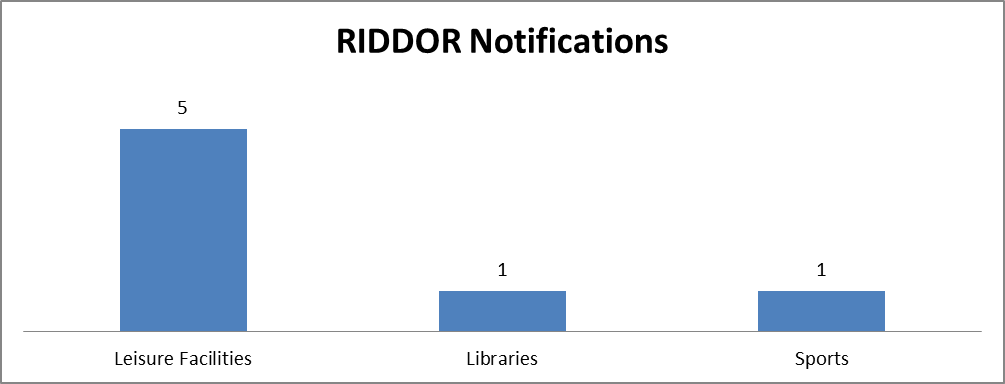 RIDDOR Notifications
5
1
1
Leisure Facilities
Libraries
Sports